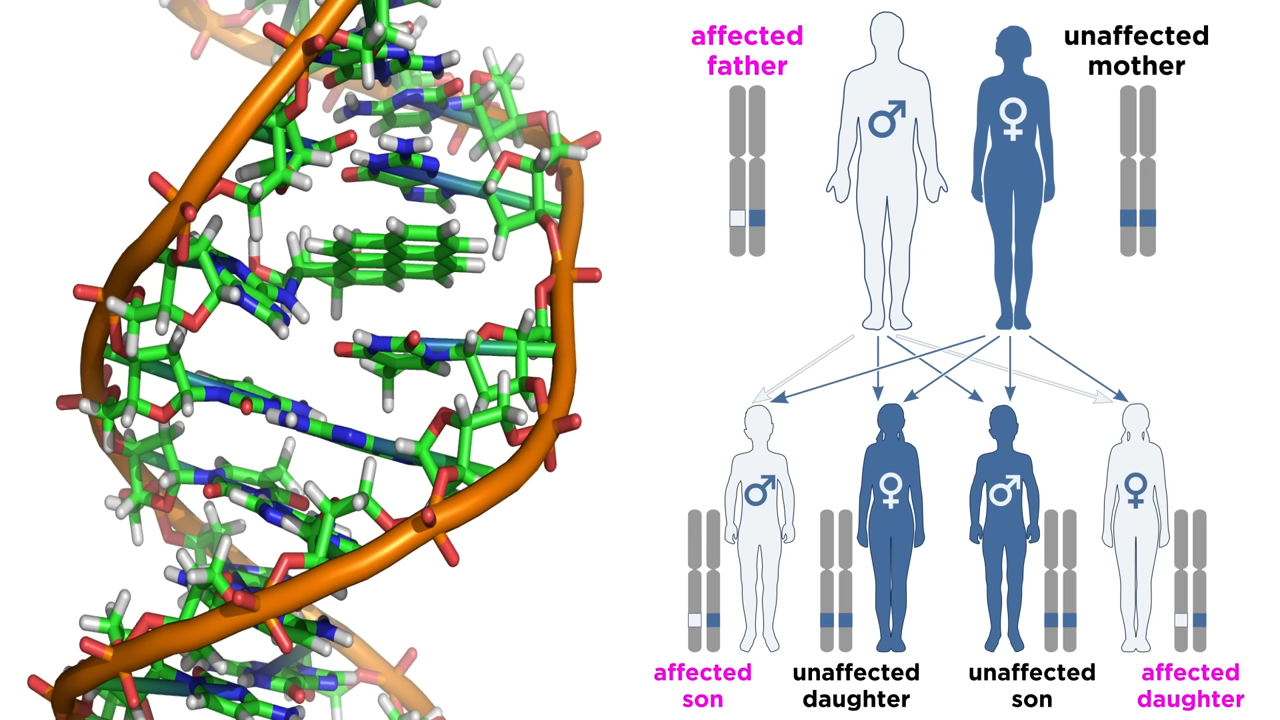 affected
father
unaffected
mother
affected
son
unaffected
daughter
unaffected
son
affected
daughter